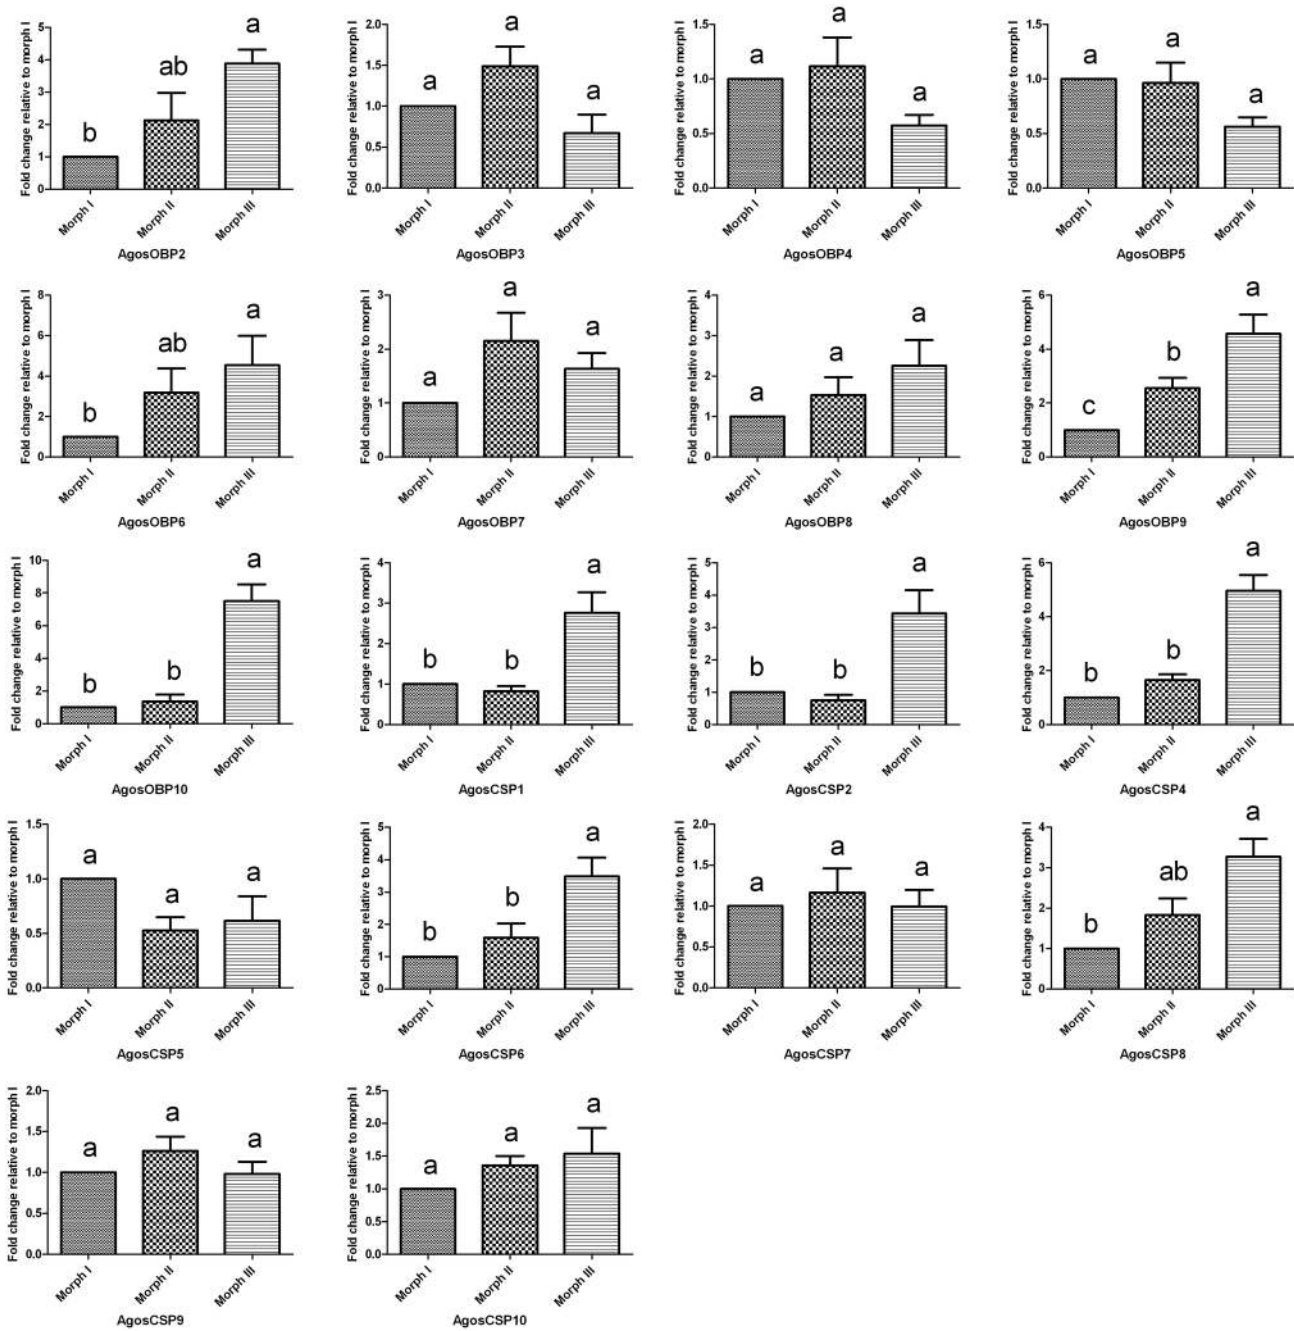 Fold change relative to morph I
5
4
3
2
1
0
b
ab
a
Morph I
Morph II
Morph III
AgosOBP2
Fold change relative to morph I
2.0
1.5
1.0
0.5
0.0
a
a
a
Morph I
Morph II
Morph III
AgosOBP3
Fold change relative to morph I
1.5
1.0
0.5
0.0
a
a
a
Morph I
Morph II
Morph III
AgosOBP4
Fold change relative to morph I
1.5
1.0
0.5
0.0
a
a
a
Morph I
Morph II
Morph III
AgosOBP5
Fold change relative to morph I
8
6
4
2
0
b
ab
a
Morph I
Morph II
Morph III
AgosOBP6
Fold change relative to morph I
3
2
1
0
a
a
a
Morph I
Morph II
Morph III
AgosOBP7
Fold change relative to morph I
4
3
2
1
0
a
a
a
Morph I
Morph II
Morph III
AgosOBP8
Fold change relative to morph I
6
4
2
0
c
b
a
Morph I
Morph II
Morph III
AgosOBP9
Fold change relative to morph I
10
8
6
4
2
0
b
b
a
Morph I
Morph II
Morph III
AgosOBP10
Fold change relative to morph I
4
3
2
1
0
b
b
a
Morph I
Morph II
Morph III
AgosCSP1
Fold change relative to morph I
5
4
3
2
1
0
b
b
a
Morph I
Morph II
Morph III
AgosCSP2
Fold change relative to morph I
6
4
2
0
b
b
a
Morph I
Morph II
Morph III
AgosCSP4
Fold change relative to morph I
1.5
1.0
0.5
0.0
a
a
a
Morph I
Morph II
Morph III
AgosCSP5
Fold change relative to morph I
5
4
3
2
1
0
b
b
a
Morph I
Morph II
Morph III
AgosCSP6
Fold change relative to morph I
2.0
1.5
1.0
0.5
0.0
a
a
a
Morph I
Morph II
Morph III
AgosCSP7
Fold change relative to morph I
4
3
2
1
0
b
ab
a
Morph I
Morph II
Morph III
AgosCSP8
Fold change relative to morph I
2.0
1.5
1.0
0.5
0.0
a
a
a
Morph I
Morph II
Morph III
AgosCSP9
Fold change relative to morph I
2.5
2.0
1.5
1.0
0.5
0.0
a
a
a
Morph I
Morph II
Morph III
AgosCSP10